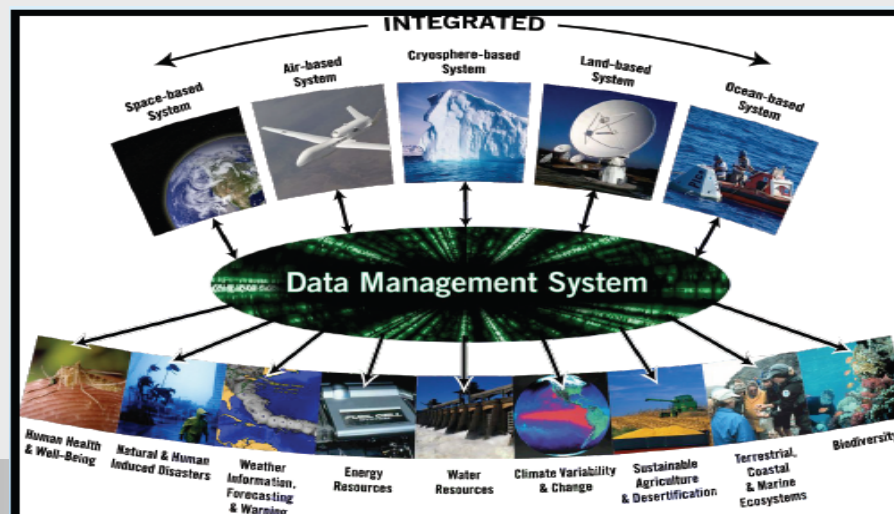 INTEGRATED
Space-based
System
Air-based
System
Cryosphere-based
System
Land-based
System
Ocean-based
System
Data Management System
Human Health
& Well-Being
Natural & Human
Induced Disasters
Weather
Information,
Forecasting
& Warning
Energy
Resources
Water
Resources
Climate Variability
& Change
Sustainable
Agriculture
& Desertification
Terrestrial,
Coastal
& Marine
Ecosystems
Biodiversity
FUEL CELL